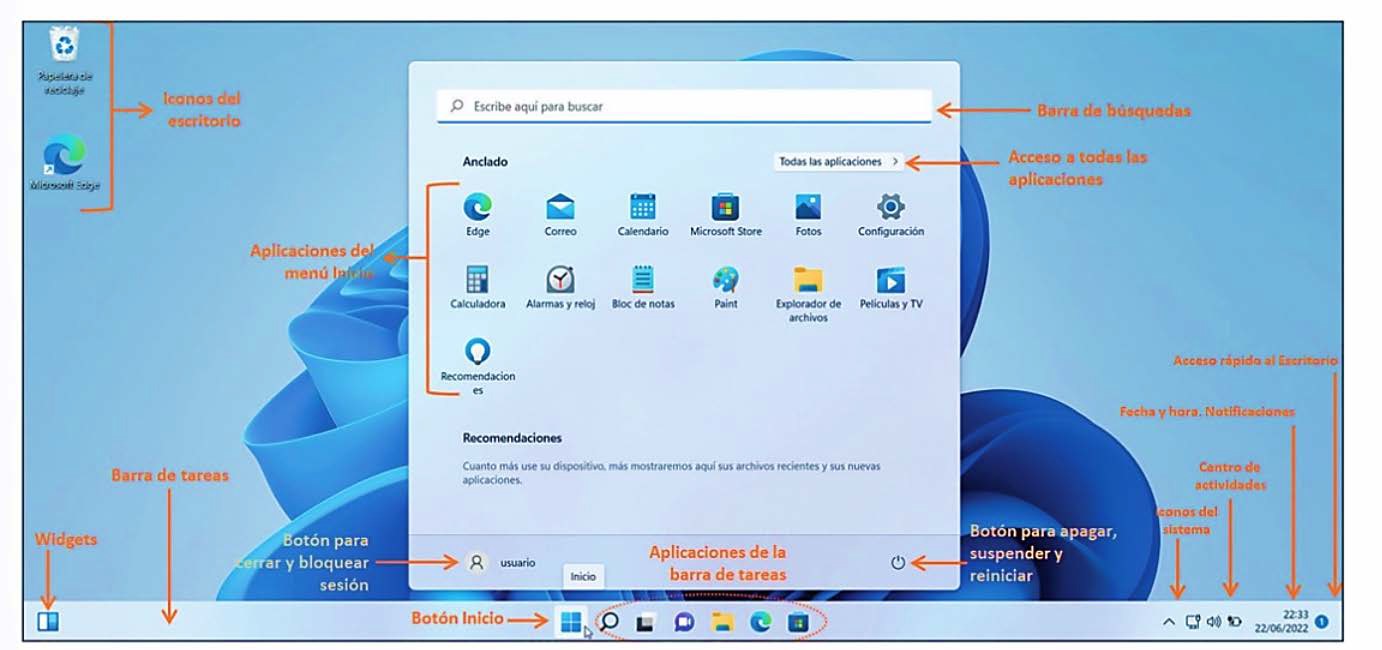 Papelera de
reciclaje
Iconos del
escritorio
Microsoft Edge
Escribe aquí para buscar
Barra de búsquedas
Anclado
Todas las aplicaciones
Acceso a todas las
aplicaciones
Edge
Correo
Calendario
Microsoft Store
Fotos
Configuración
Aplicaciones del
menú Inicio
Calculadora
Alarmas y reloj
Bloc de notas
Paint
Explorador de
archivos
Películas y TV
Recomendacion
es
Acceso rápido al Escritorio
Fecha y hora. Notificaciones
Recomendaciones
Cuanto más use su dispositivo, más mostraremos aquí sus archivos recientes y sus nuevas
aplicaciones.
Barra de tareas
Centro de
actividades
Iconos del
sistema
Widgets
Botón para
cerrar y bloquear
sesión
usuario
Inicio
Aplicaciones de la
barra de tareas
Botón para apagar,
suspender y
reiniciar
Botón Inicio
22:33
22/06/2022
1